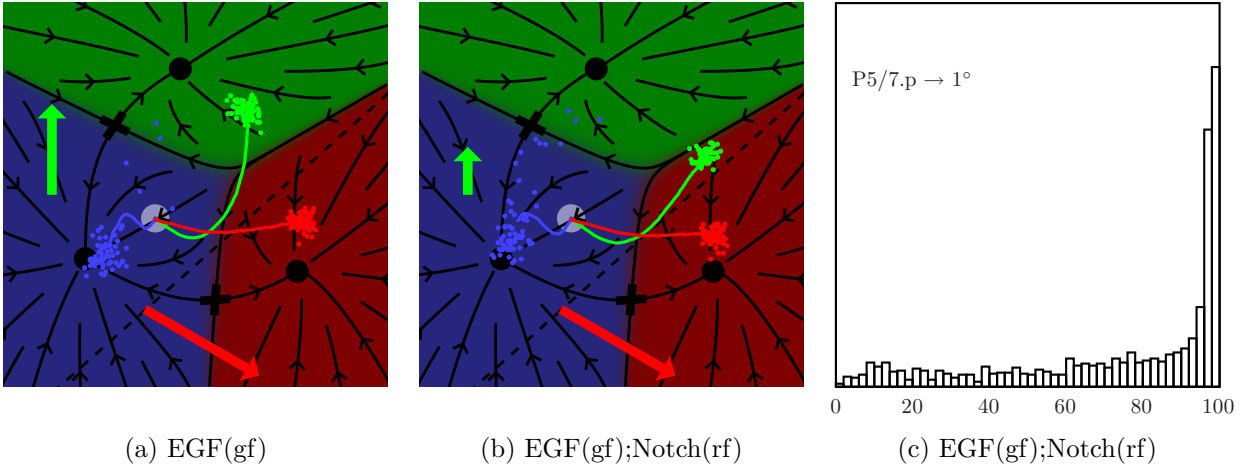 P5/7.p → 1°
0 20 40 60 80 100
(a) EGF(gf)
(b) EGF(gf);Notch(rf)
(c) EGF(gf);Notch(rf)